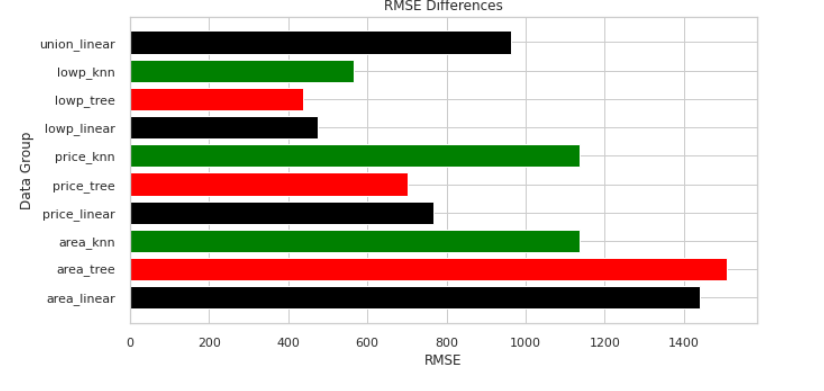 RMSE Differences
union_linear
lowp_knn
lowp_tree
lowp_linear
price_knn
price_tree
price_linear
area_knn
area_tree
area_linear
Data Group
0 200 400 600 800 1000 1200 1400
RMSE